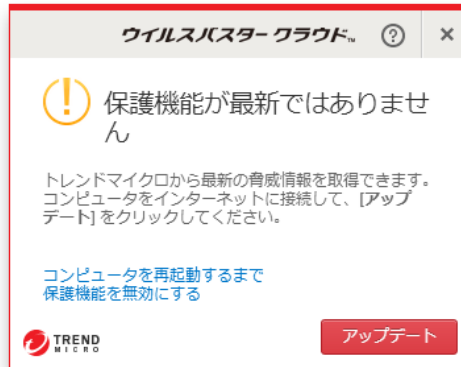 ウイルスバスター クラウド™
保護機能が最新ではありませ
ん
トレンドマイクロから最新の脅威情報を取得できます。
コンピュータをインターネットに接続して、[アップ
デート] をクリックしてください。
コンピュータを再起動するまで
保護機能を無効にする
TREND
MICRO
アップデート